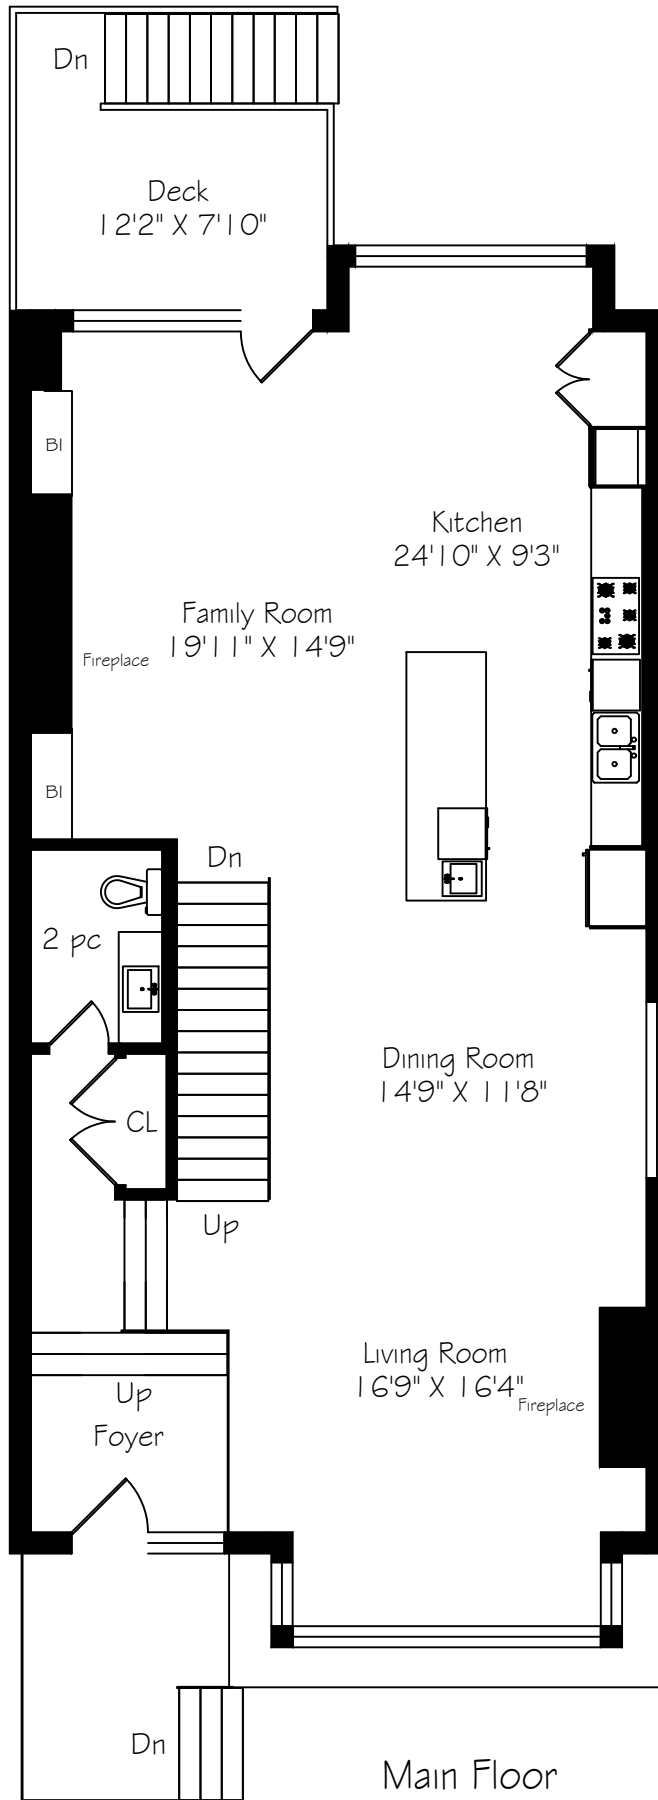 Dn
Deck
12'2" X 7'10"
BI
Kitchen
24'10" X 9'3"
Family Room
19'11" X 14'9"
Fireplace
BI
Dn
2 pc
Dining Room
14'9" X 11'8"
CL
Up
Living Room
16'9" X 16'4"
Fireplace
Up
Foyer
Dn
Main Floor